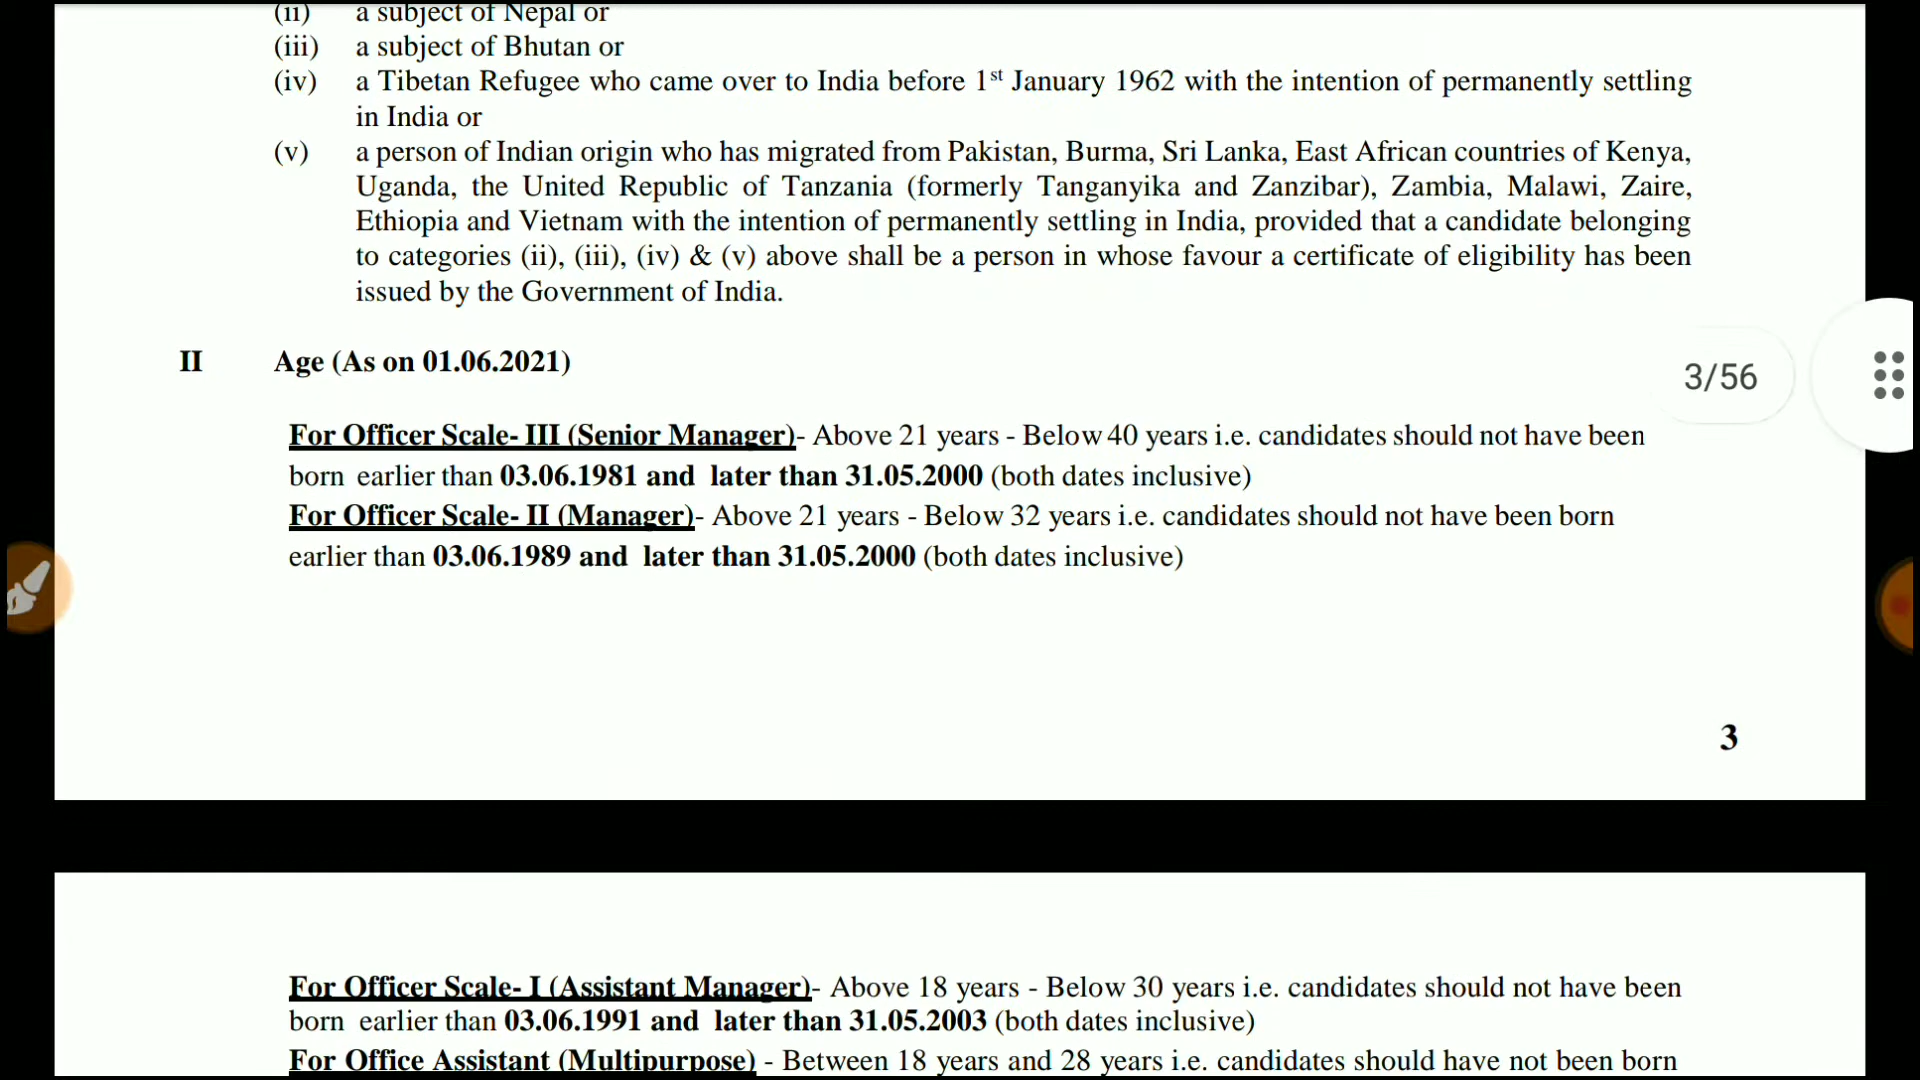 (ii) a subject of Nepal or
(iii) a subject of Bhutan or
(iv) a Tibetan Refugee who came over to India before 1st January 1962 with the intention of permanently settling
in India or
(v) a person of Indian origin who has migrated from Pakistan, Burma, Sri Lanka, East African countries of Kenya,
Uganda, the United Republic of Tanzania (formerly Tanganyika and Zanzibar), Zambia, Malawi, Zaire,
Ethiopia and Vietnam with the intention of permanently settling in India, provided that a candidate belonging
to categories (ii), (iii), (iv) & (v) above shall be a person in whose favour a certificate of eligibility has been
issued by the Government of India.
II Age (As on 01.06.2021)
3/56
For Officer Scale- III (Senior Manager)- Above 21 years - Below 40 years i.e. candidates should not have been
born earlier than 03.06.1981 and later than 31.05.2000 (both dates inclusive)
For Officer Scale- II (Manager)- Above 21 years - Below 32 years i.e. candidates should not have been born
earlier than 03.06.1989 and later than 31.05.2000 (both dates inclusive)
3
For Officer Scale- I (Assistant Manager)- Above 18 years - Below 30 years i.e. candidates should not have been
born earlier than 03.06.1991 and later than 31.05.2003 (both dates inclusive)
For Office Assistant (Multipurpose) - Between 18 years and 28 years i.e. candidates should have not been born